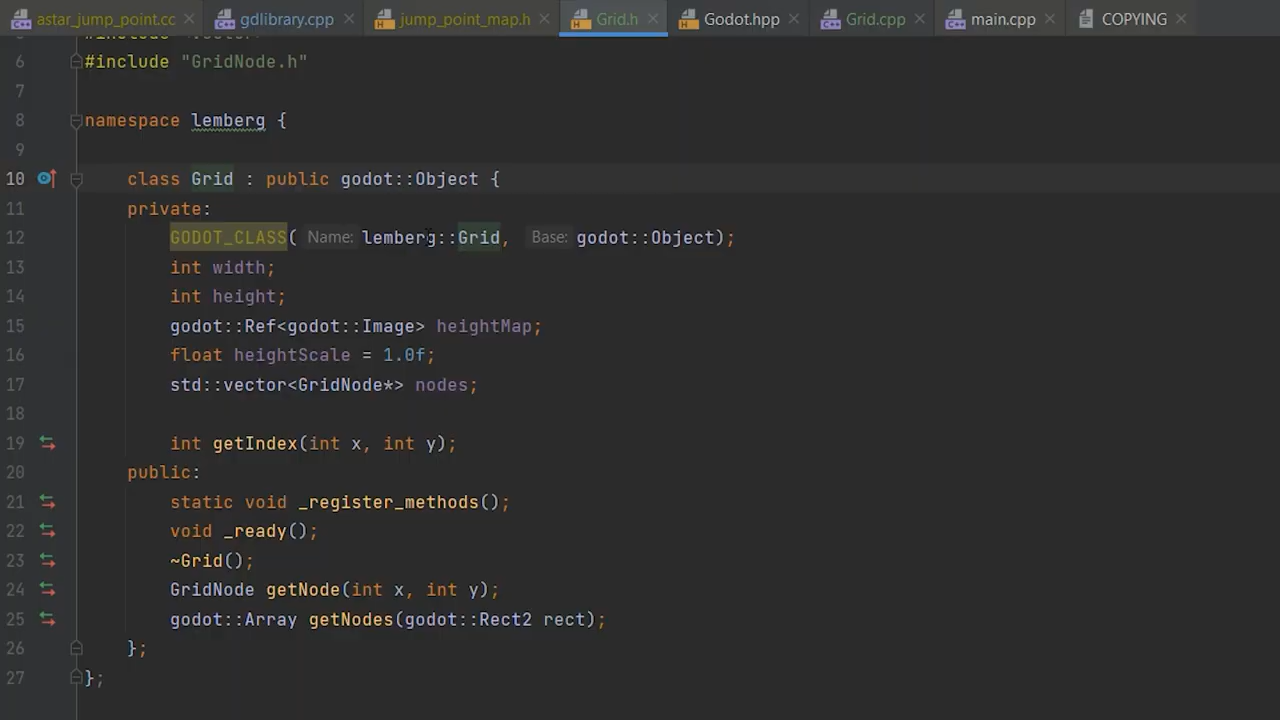 astar_jump_point.cc gdlibrary.cpp jump_point_map.h Grid.h Godot.hpp Grid.cpp main.cpp COPYING
6 #include "GridNode.h"
7
8 namespace lemberg {
9
10 class Grid : public godot::Object {
11 private:
12 GODOT_CLASS( Name: lemberg::Grid, Base: godot::Object);
13 int width;
14 int height;
15 godot::Ref<godot::Image> heightMap;
16 float heightScale = 1.0f;
17 std::vector<GridNode*> nodes;
18
19 int getIndex(int x, int y);
20 public:
21 static void _register_methods();
22 void _ready();
23 ~Grid();
24 GridNode getNode(int x, int y);
25 godot::Array getNodes(godot::Rect2 rect);
26 };
27 };